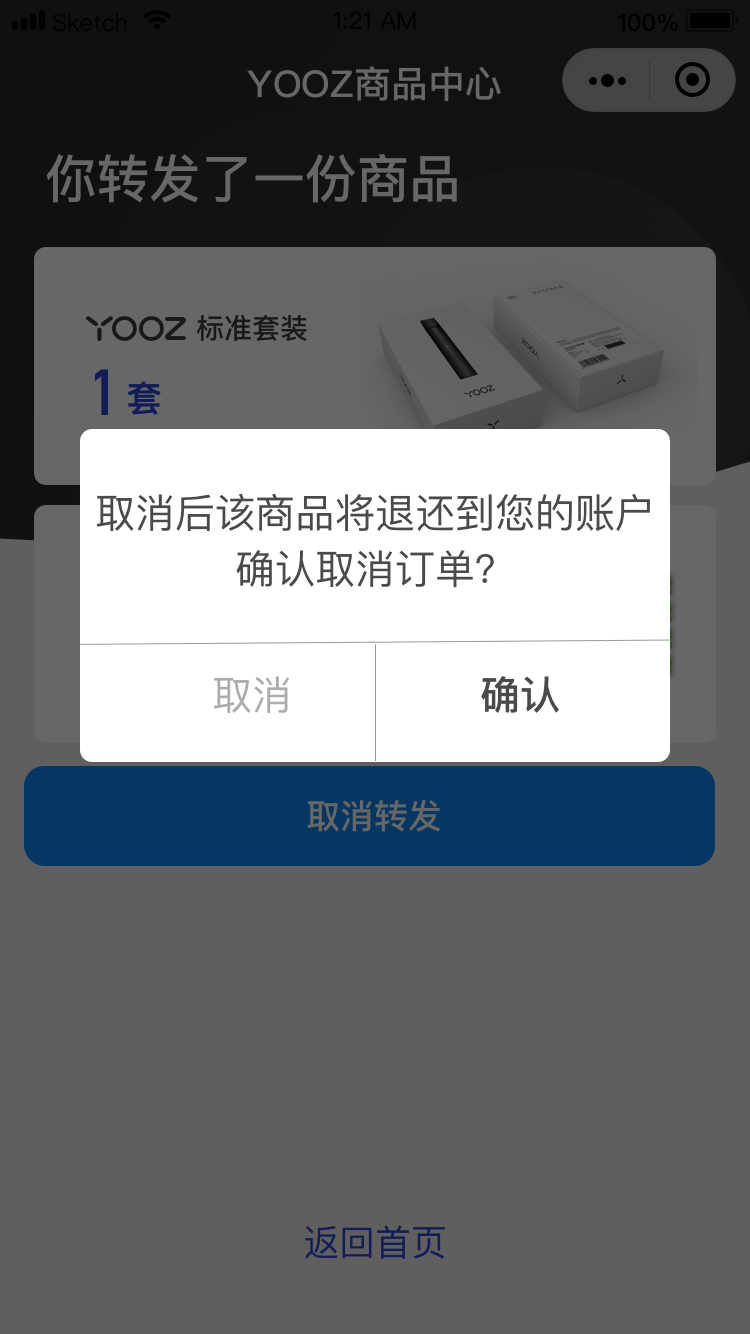 Sketch 1:21 AM 100%
YOOZ商品中心
你转发了一份商品
YOOZ 标准套装
1 套
YOOZ
YOOZ
取消后该商品将退还到您的账户
确认取消订单?
取消
确认
取消转发
返回首页